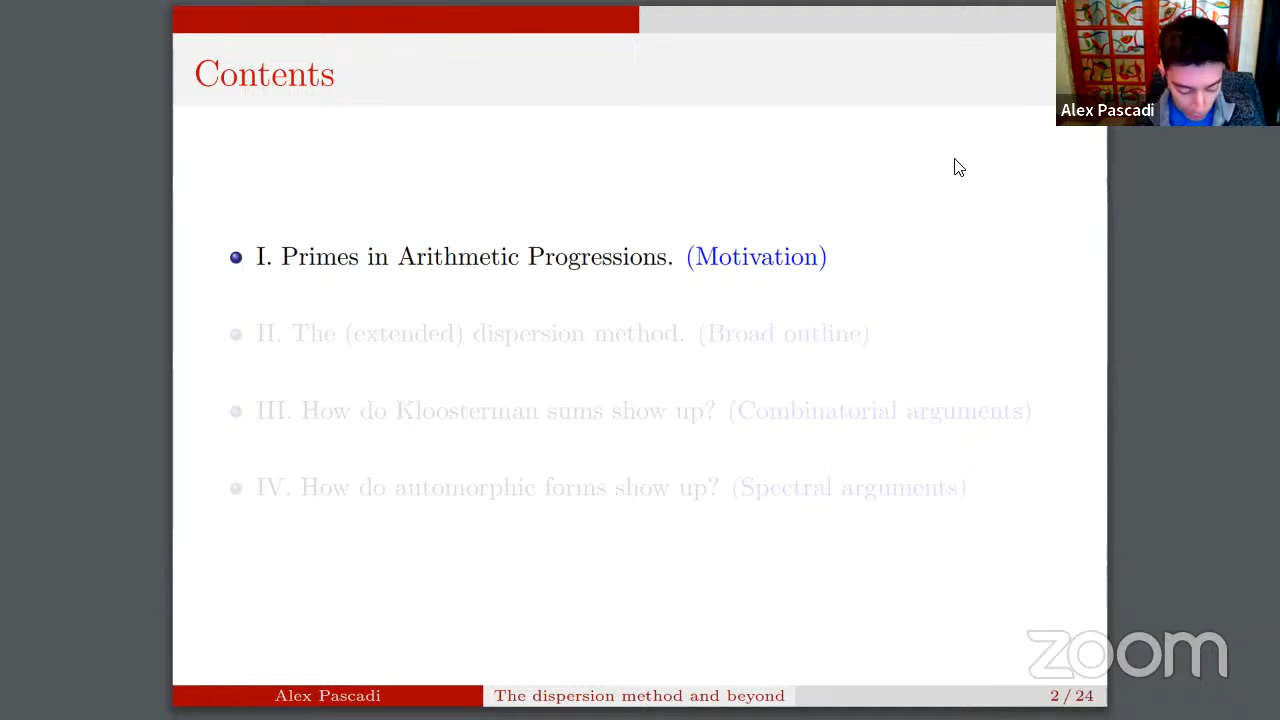 Contents
Alex Pascadi
I. Primes in Arithmetic Progressions. (Motivation)
II. The (extended) dispersion method. (Broad outline)
III. How do Kloosterman sums show up? (Combinatorial arguments)
IV. How do automorphic forms show up? (Spectral arguments)
zoom
Alex Pascadi The dispersion method and beyond 2 / 24